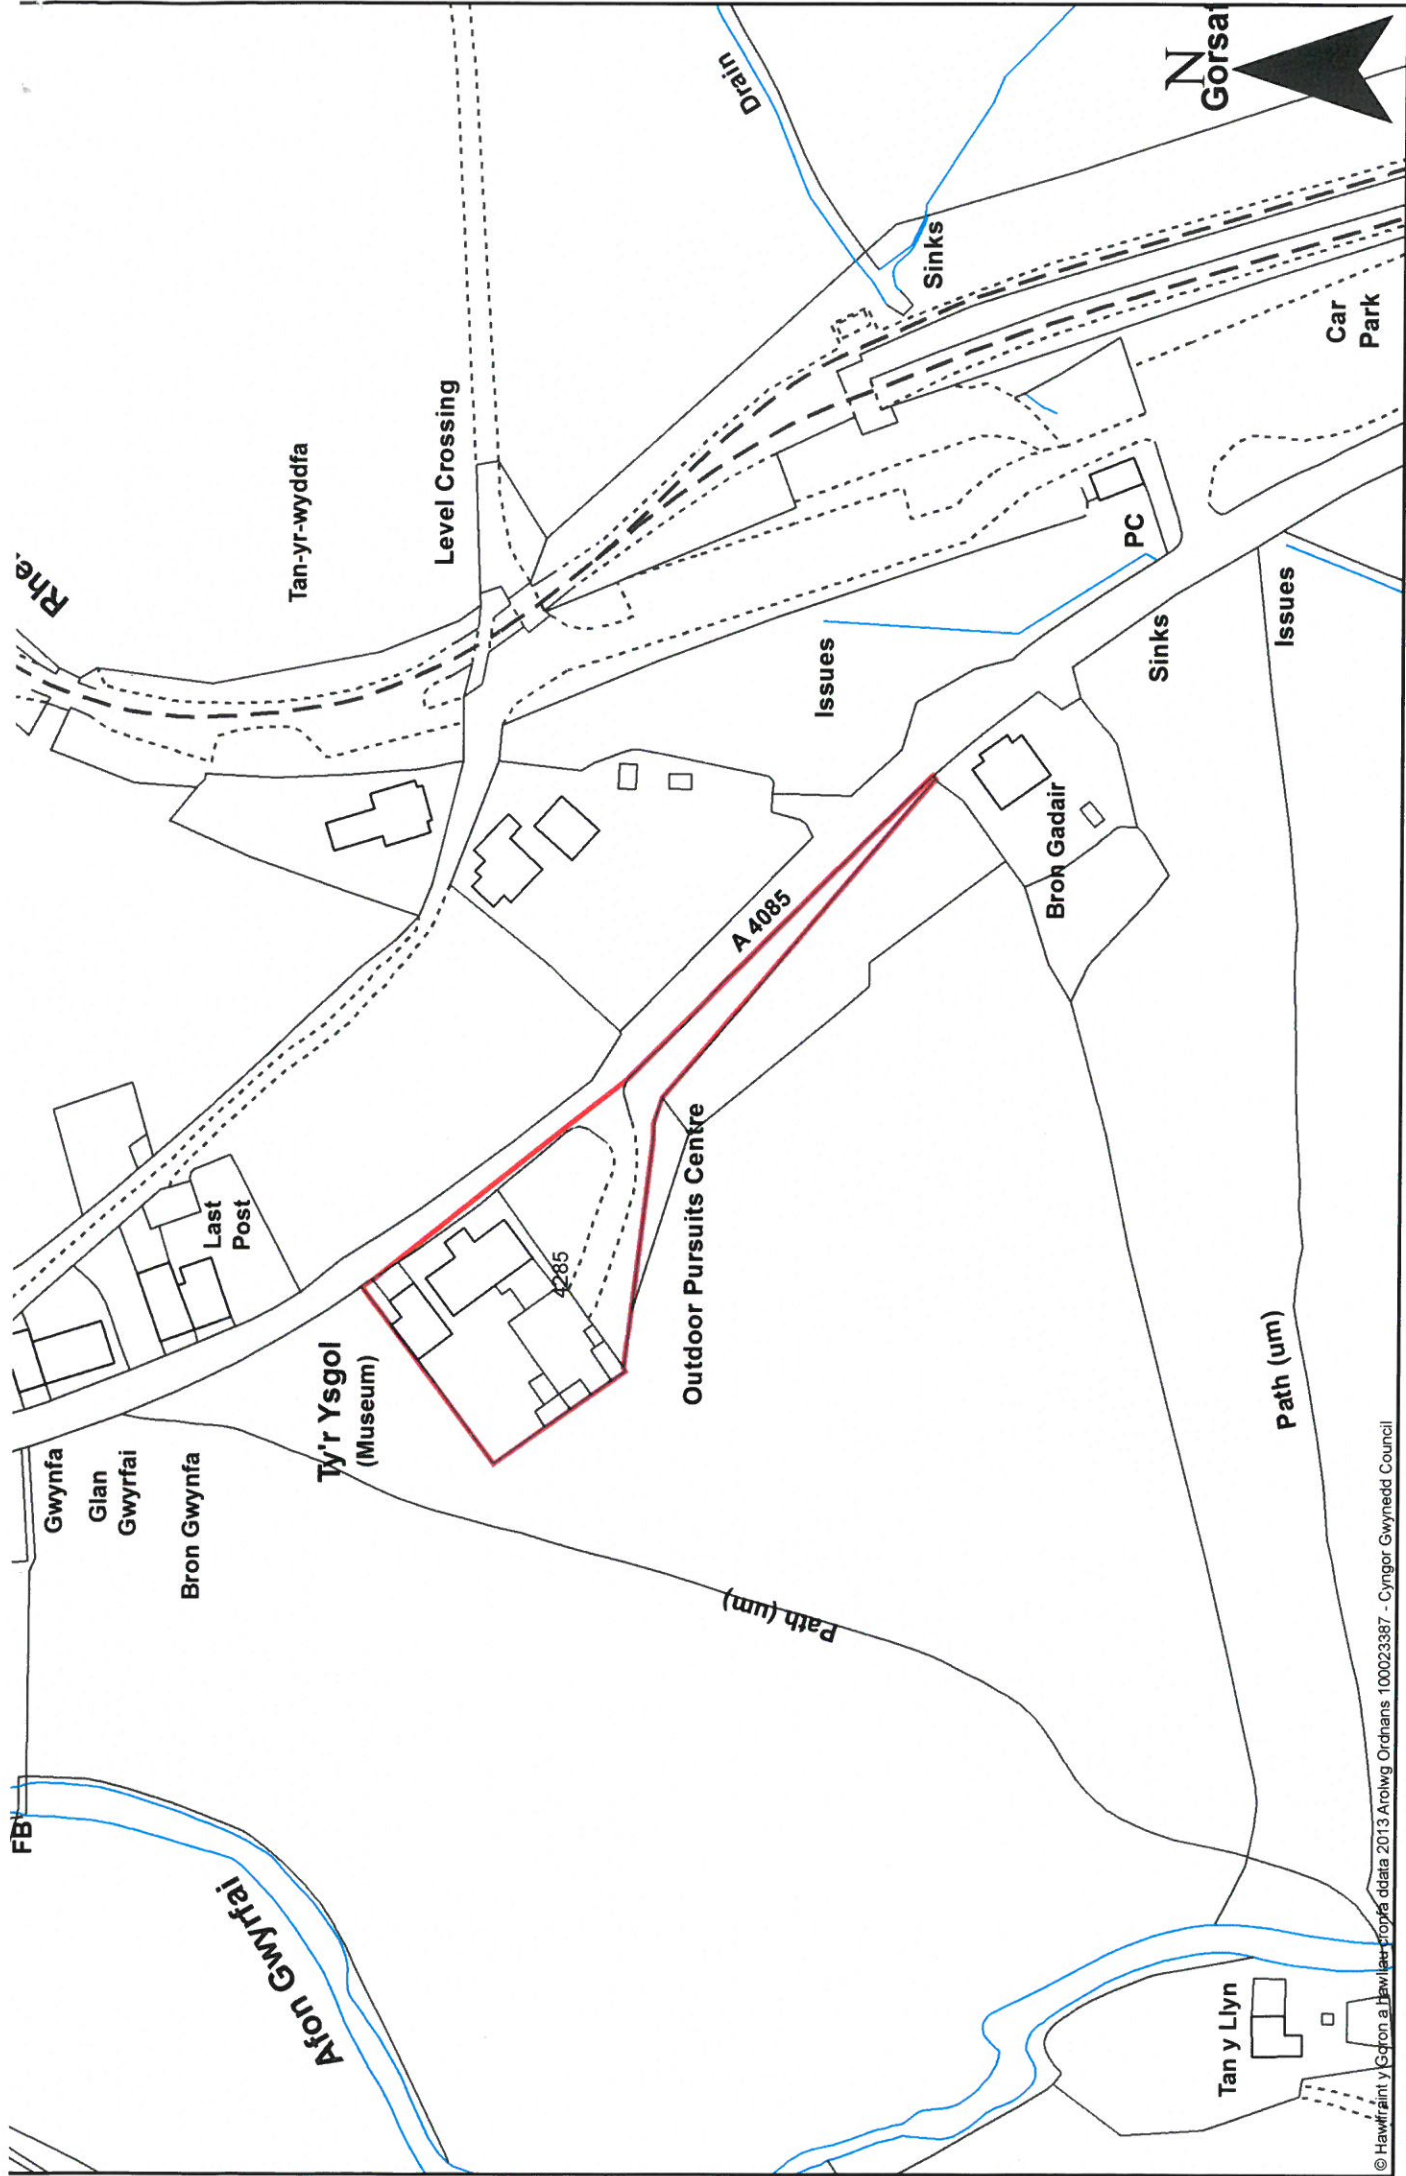 Rhe
Tan-yr-wyddfa
Level Crossing
Drain
N
Gorsaf
Sinks
Car
Park
PC
Issues
Sinks
Issues
A 4085
Bron Gadair
Last
Post
4285
Outdoor Pursuits Centre
Ty'r Ysgol
(Museum)
Gwynfa
Glan
Gwyrfai
Bron Gwynfa
Path (um)
Path (um)
FB
Afon Gwyrfai
Tan y Llyn
© Hawlfraint y Goron a hawliau cronfa ddata 2013 Arolwg Ordnans 100023387 - Cyngor Gwynedd Council